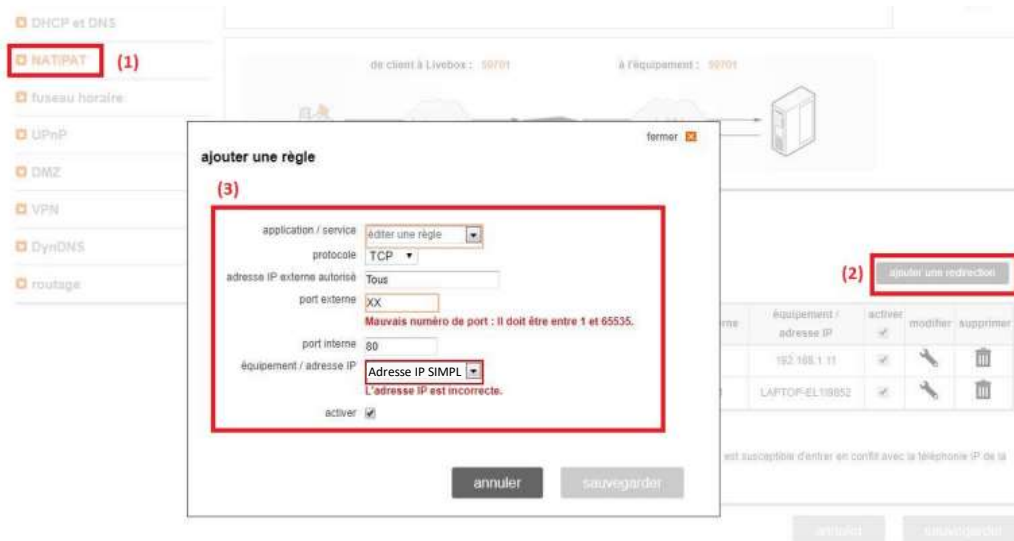 DHCP et DNS
NAT/PAT
(1)
fuseau horaire
UPnP
DMZ
VPN
DynDNS
routage
de client à Livebox : 59701
à l'équipement : 59701
fermer
ajouter une règle
(3)
application / service
éditer une règle
protocole
TCP
adresse IP externe autorisé
Tous
port externe
XX
Mauvais numéro de port : Il doit être entre 1 et 65535.
port interne
80
équipement / adresse IP
Adresse IP SIMPL
L'adresse IP est incorrecte.
activer
annuler
sauvegarder
(2)
ajouter une redirection
erne
équipement /
adresse IP
activer
modifier
supprimer
192.168.1.11
est susceptible d'entrer en conflit avec la téléphonie IP de la
annuler
sauvegarder